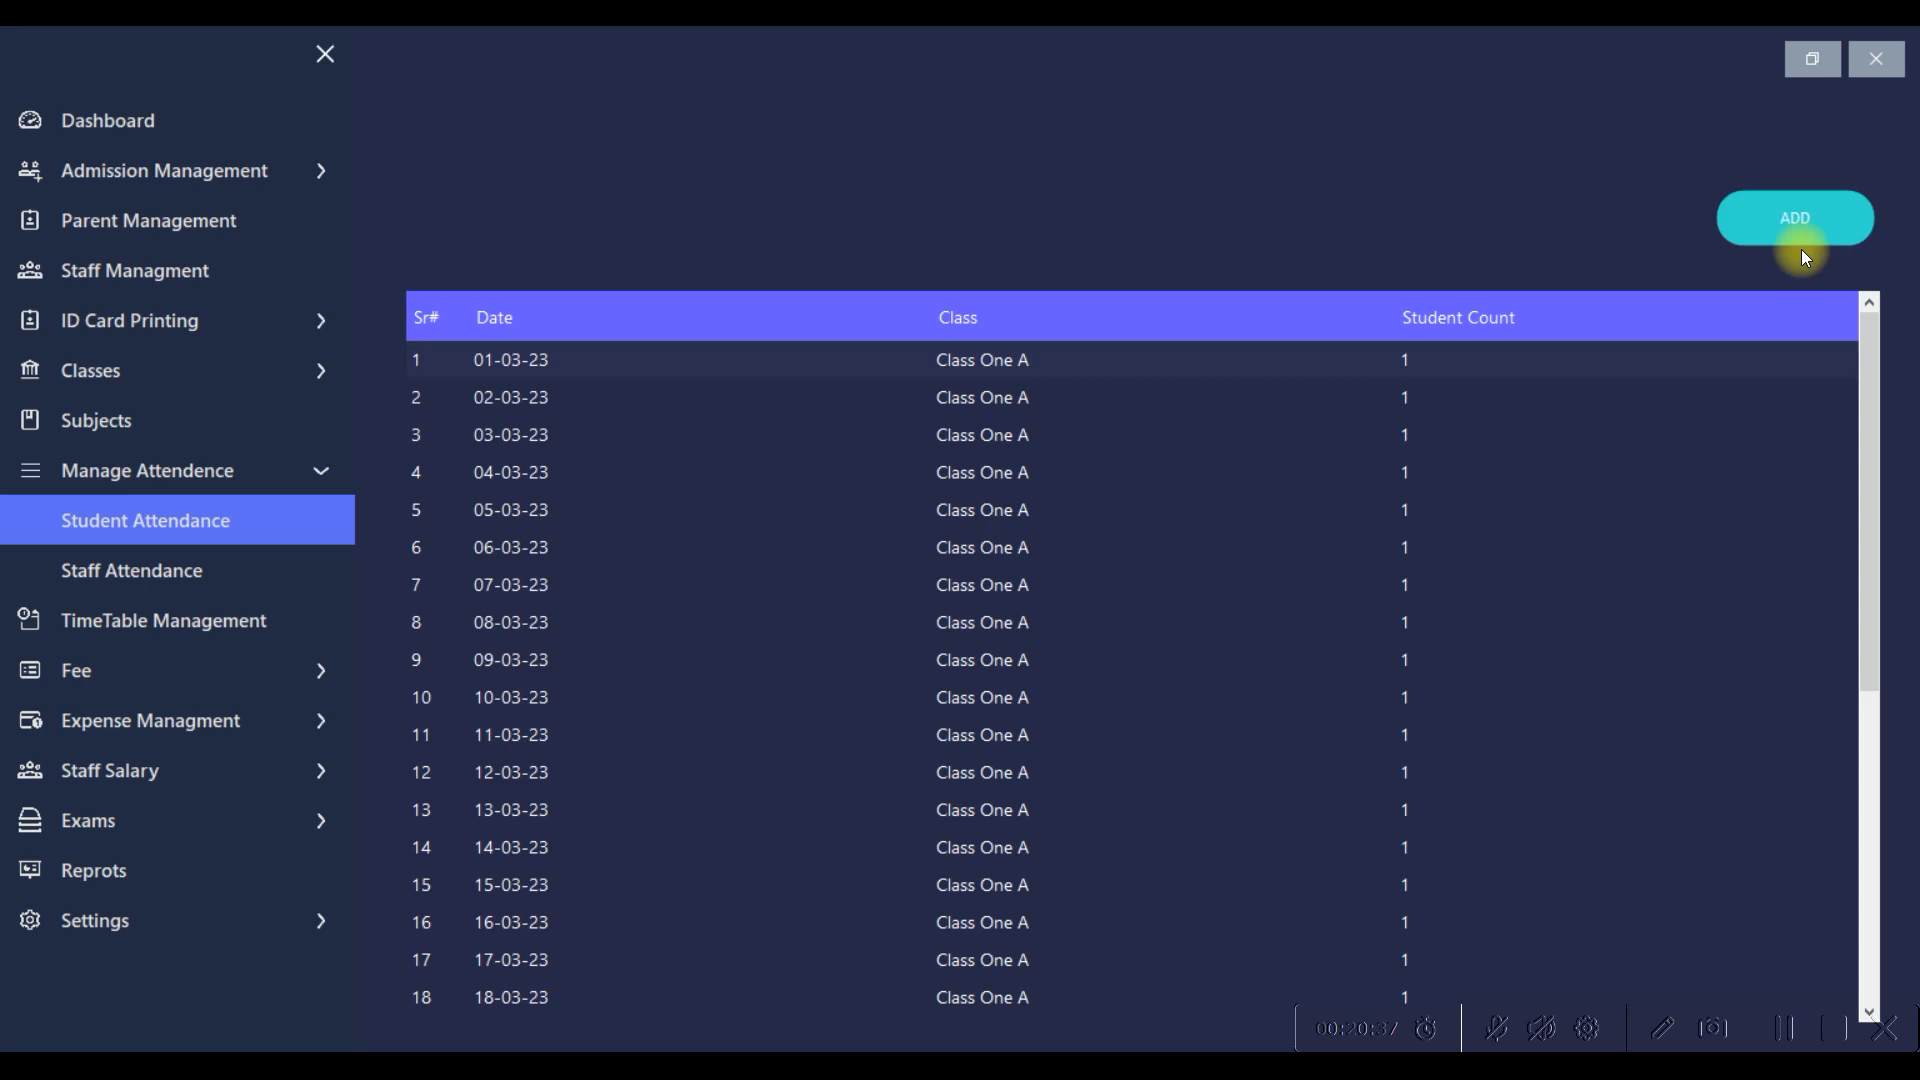 Dashboard
Admission Management
Parent Management
Staff Managment
ID Card Printing
Classes
Subjects
Manage Attendence
Student Attendance
Staff Attendance
TimeTable Management
Fee
Expense Managment
Staff Salary
Exams
Reprots
Settings
ADD
Sr# Date Class Student Count
1 01-03-23 Class One A 1
2 02-03-23 Class One A 1
3 03-03-23 Class One A 1
4 04-03-23 Class One A 1
5 05-03-23 Class One A 1
6 06-03-23 Class One A 1
7 07-03-23 Class One A 1
8 08-03-23 Class One A 1
9 09-03-23 Class One A 1
10 10-03-23 Class One A 1
11 11-03-23 Class One A 1
12 12-03-23 Class One A 1
13 13-03-23 Class One A 1
14 14-03-23 Class One A 1
15 15-03-23 Class One A 1
16 16-03-23 Class One A 1
17 17-03-23 Class One A 1
18 18-03-23 Class One A 1
00:20:37